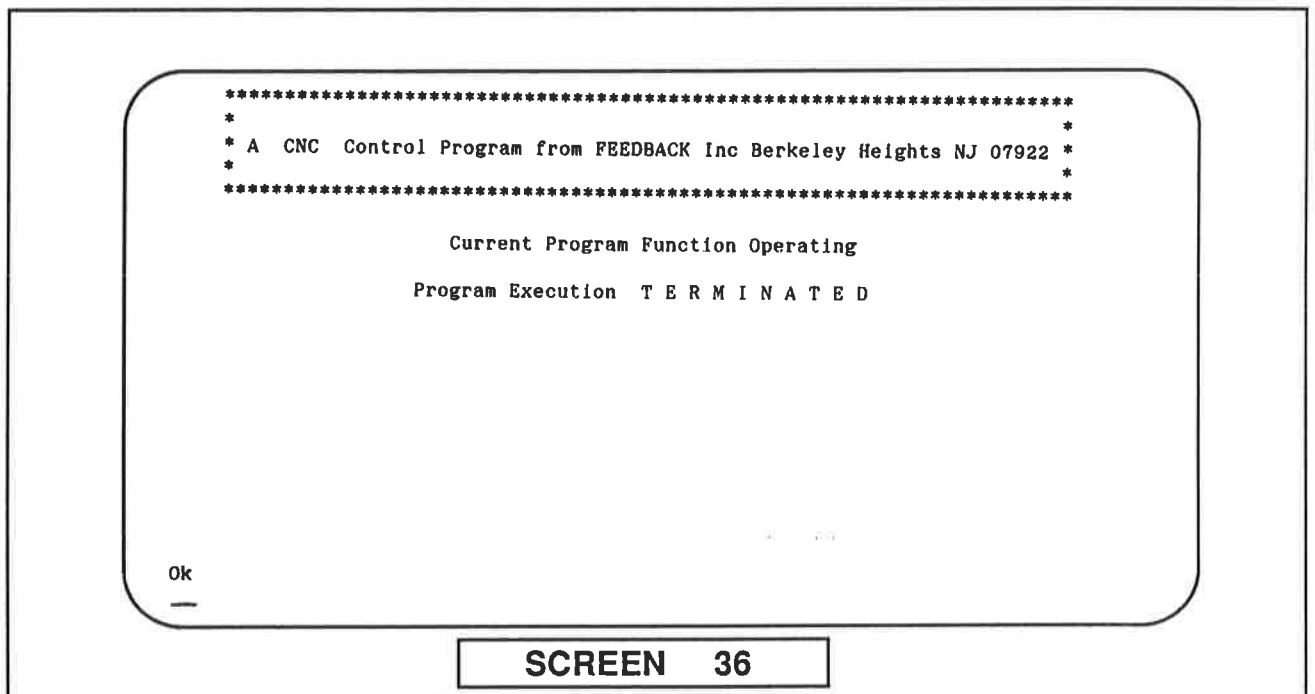 *********************************************************************
*
*
* A CNC Control Program from FEEDBACK Inc Berkeley Heights NJ 07922 *
*
*
*********************************************************************
Current Program Function Operating
Program Execution T E R M I N A T E D
Ok
SCREEN 36